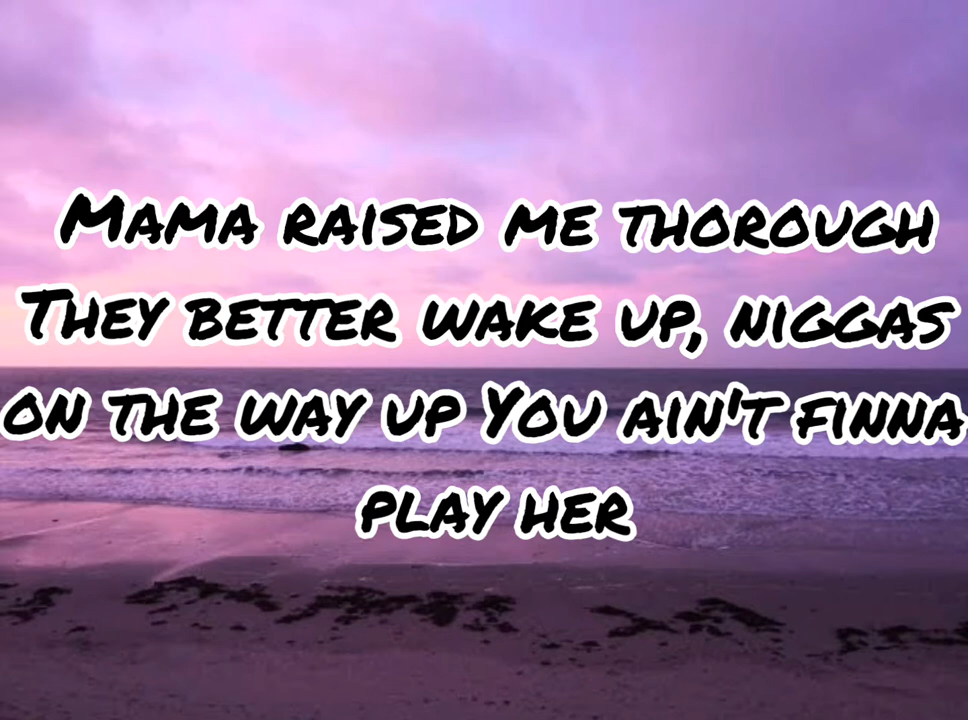 Mama raised me thorough
They better wake up, niggas
on the way up You ain't finna
play her